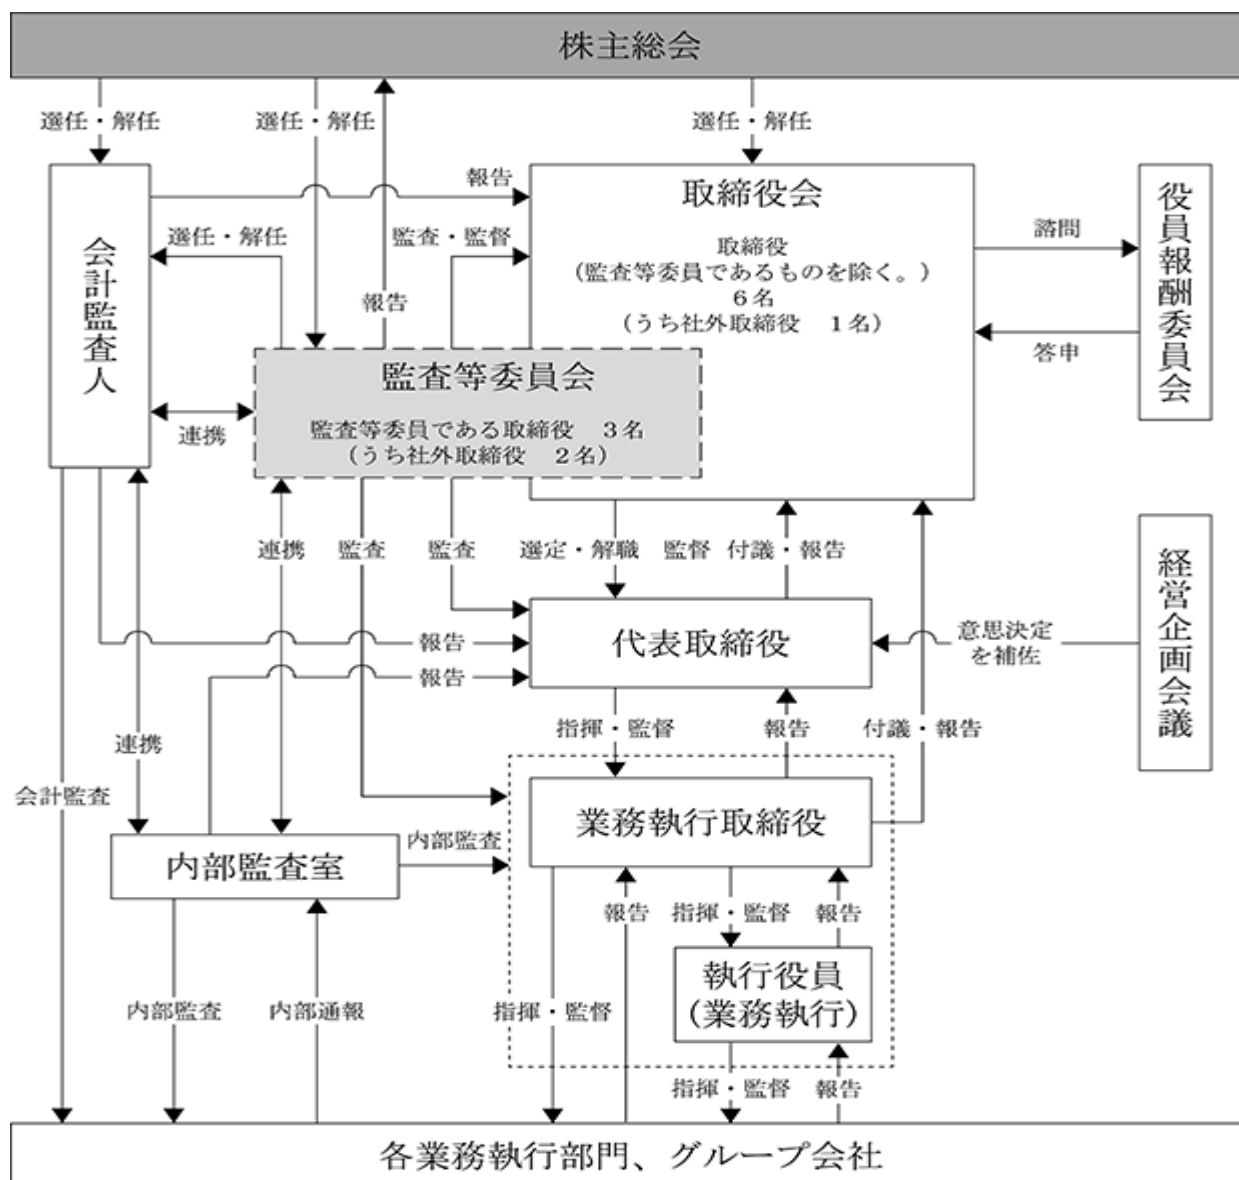 株主総会
選任・解任
選任・解任
選任・解任
報告
取締役会
取締役
(監査等委員であるものを除く。)
6名
(うち社外取締役　1名)
会計監査人
役員報酬委員会
諮問
答申
選任・解任
監査・監督
報告
監査等委員会
監査等委員である取締役　3名
(うち社外取締役　2名)
連携
連携
監査
監査
選定・解職
監督
付議・報告
経営企画会議
代表取締役
報告
報告
意思決定
を補佐
指揮・監督
報告
付議・報告
連携
会計監査
業務執行取締役
内部監査室
内部監査
報告
指揮・監督
報告
執行役員
(業務執行)
内部監査
内部通報
指揮・監督
指揮・監督
報告
各業務執行部門、グループ会社